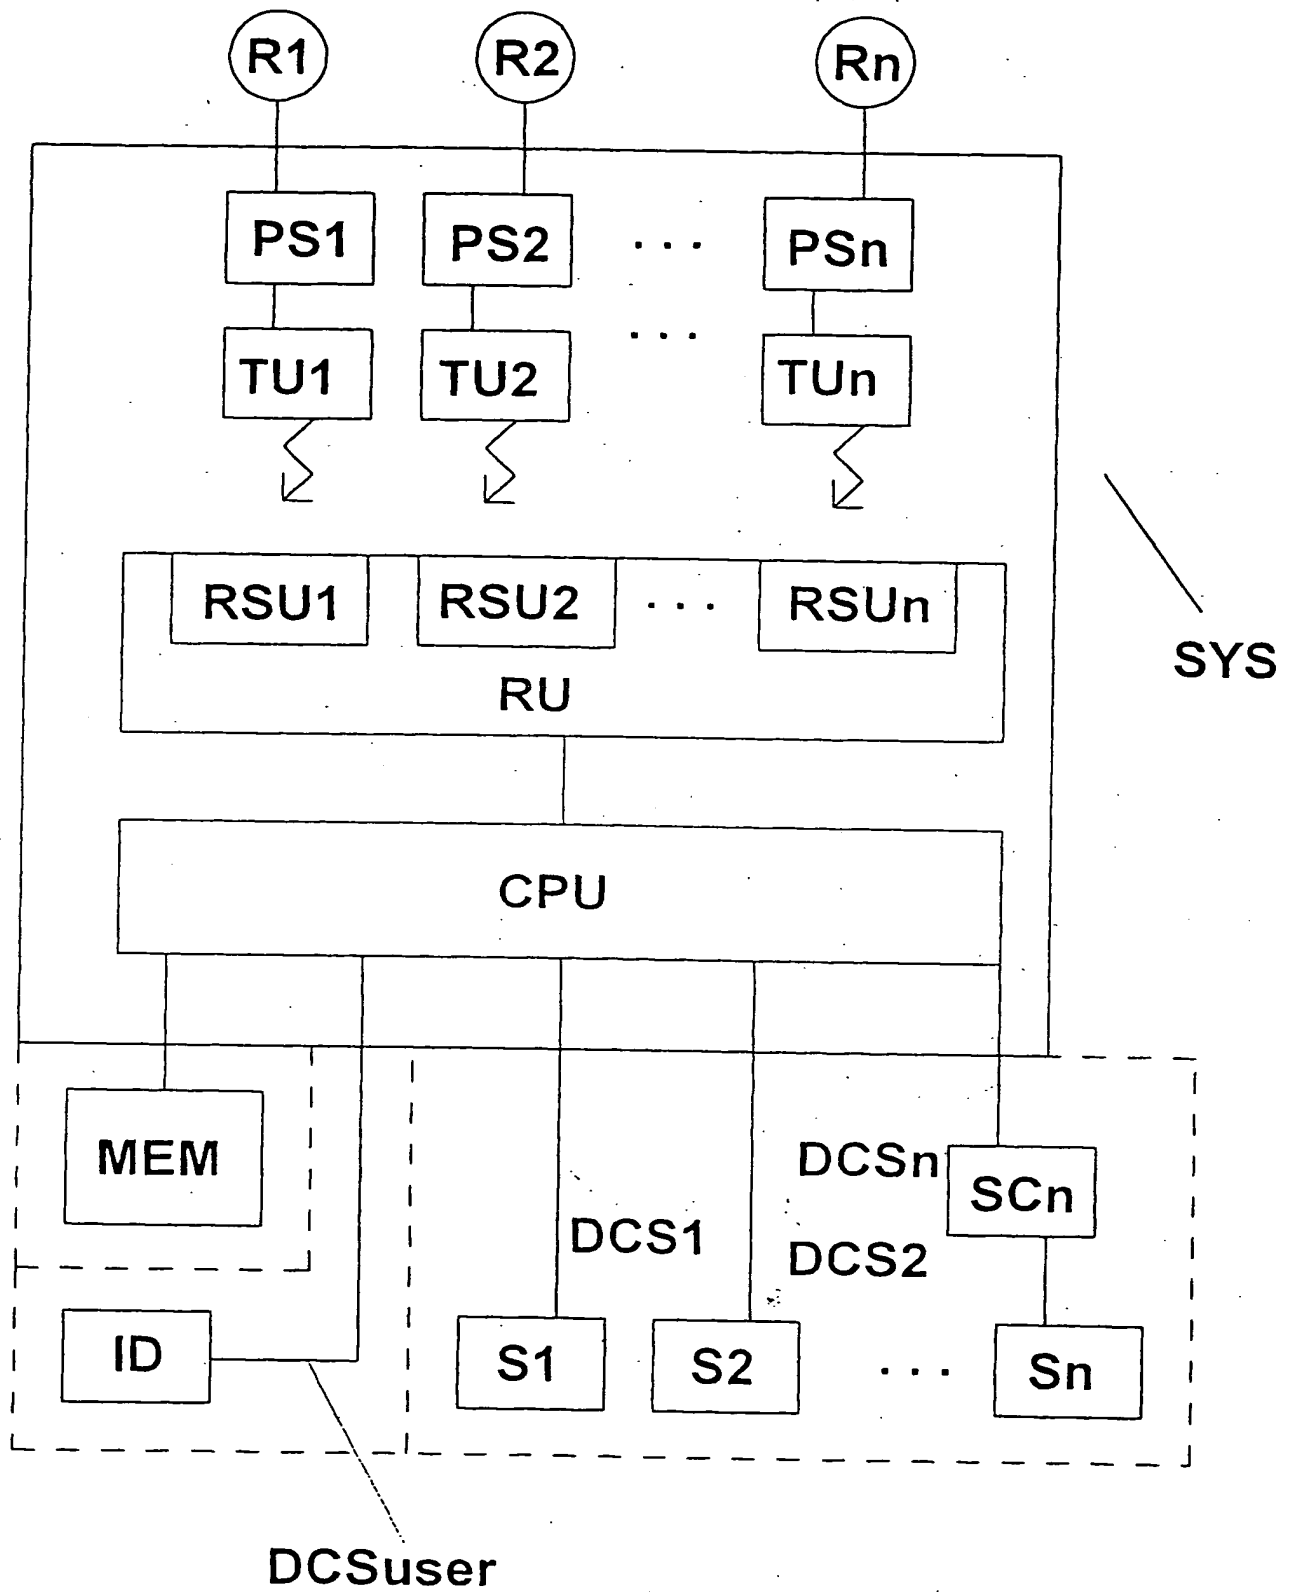 R1 R2 Rn
PS1 PS2 ... PSn
...
TU1 TU2 TUn
RSU1 RSU2 ... RSUn
SYS
RU
CPU
MEM
DCSn
SCn
DCS1
DCS2
ID
S1 S2 ... Sn
DCSuser